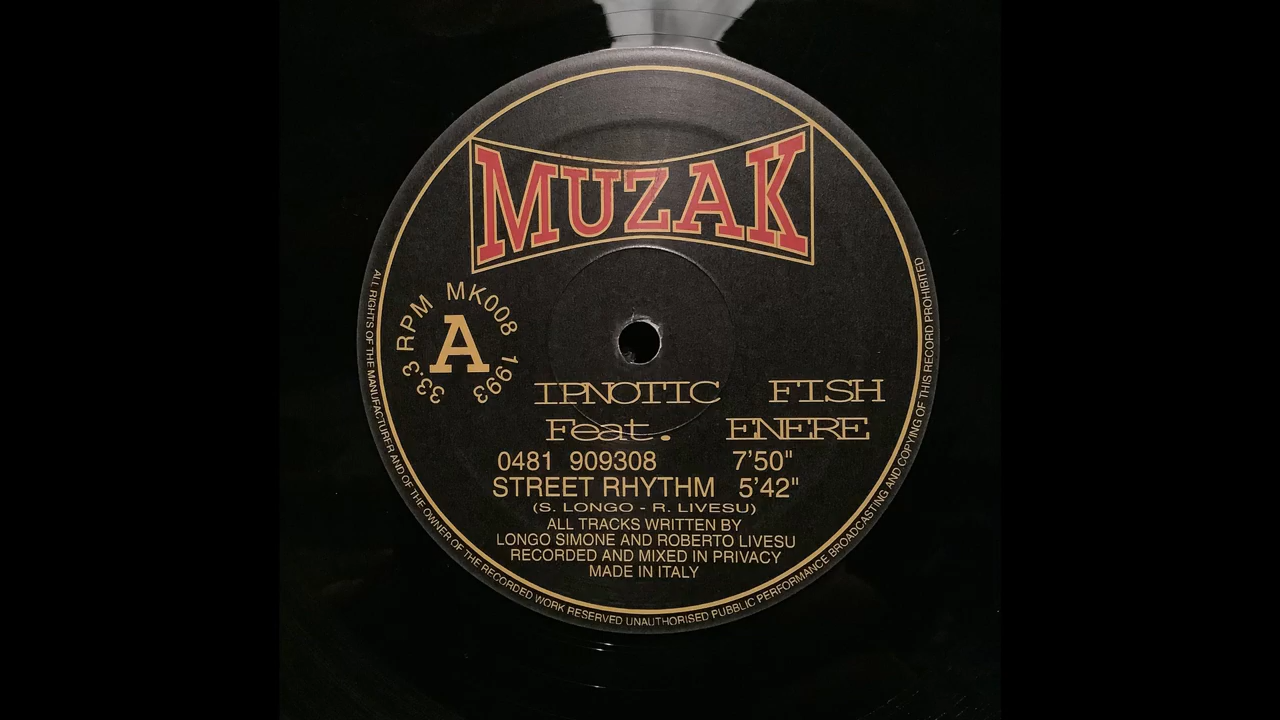 MUZAK
33.3 RPM MK008 1993
A
IPNOTIC FISH
Feat. ENERE
0481 909308 7'50"
STREET RHYTHM 5'42"
(S. LONGO - R. LIVESU)
ALL TRACKS WRITTEN BY
LONGO SIMONE AND ROBERTO LIVESU
RECORDED AND MIXED IN PRIVACY
MADE IN ITALY
ALL RIGHTS OF THE MANUFACTURER AND OF THE OWNER OF THE RECORDED WORK RESERVED UNAUTHORISED PUBBLIC PERFORMANCE BROADCASTING AND COPYING OF THIS RECORD PROHIBITED